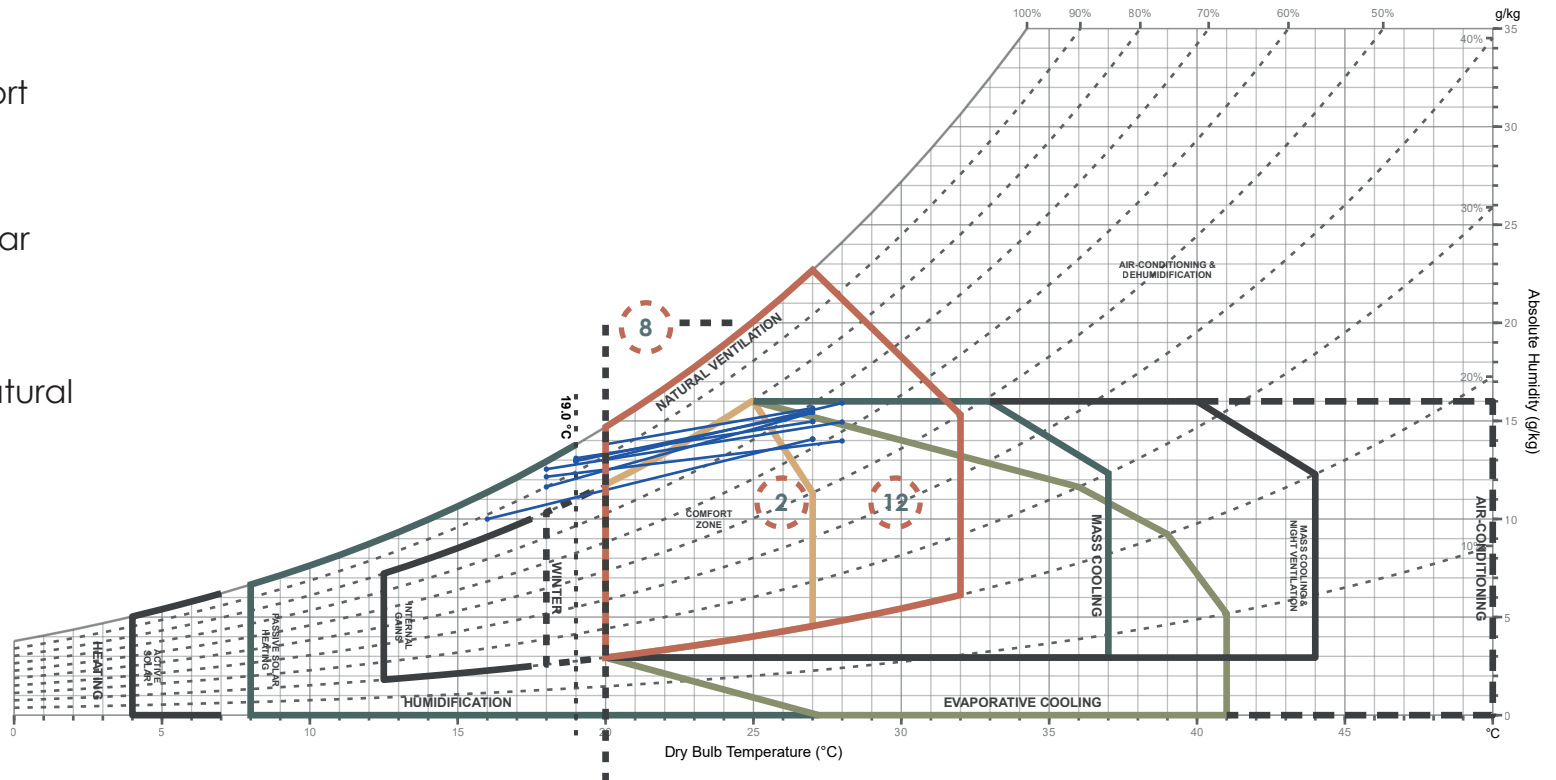 ort
ar
atural
100%
90%
80%
70%
60%
50%
40%
30%
20%
10%
g/kg
35
30
25
20
15
10
5
0
Absolute Humidity (g/kg)
AIR-CONDITIONING &
DEHUMIDIFICATION
8
NATURAL VENTILATION
19.0 °C
2
12
COMFORT
ZONE
WINTER
MASS COOLING
MASS COOLING &
NIGHT VENTILATION
AIR-CONDITIONING
INTERNAL
GAINS
PASSIVE SOLAR
HEATING
ACTIVE
SOLAR
HEATING
HUMIDIFICATION
EVAPORATIVE COOLING
0
5
10
15
20
25
30
35
40
45
°C
Dry Bulb Temperature (°C)